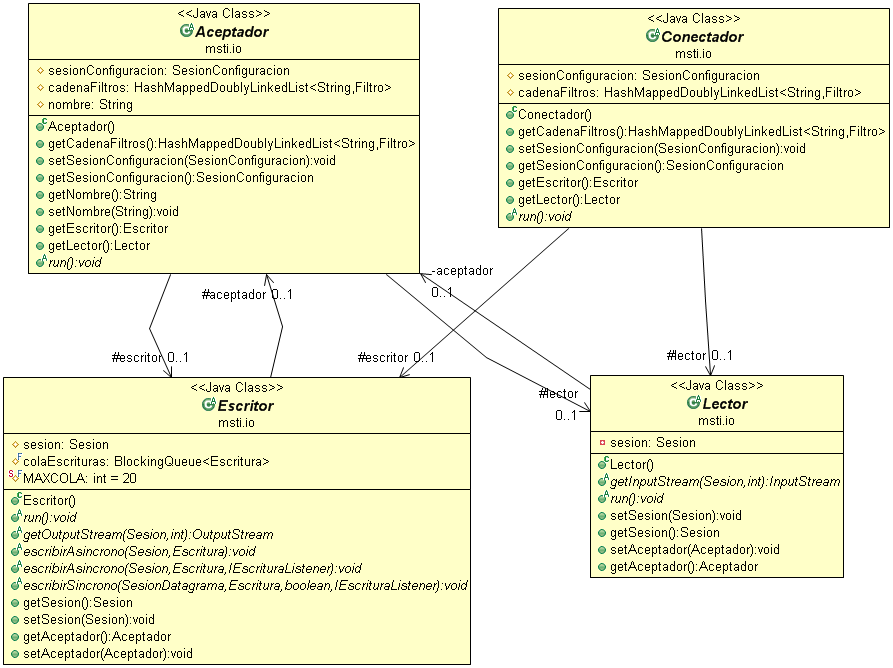 <<Java Class>>
Aceptador
msti.io
sesionConfiguracion: SesionConfiguracion
cadenaFiltros: HashMappedDoublyLinkedList<String,Filtro>
nombre: String
Aceptador()
getCadenaFiltros():HashMappedDoublyLinkedList<String,Filtro>
setSesionConfiguracion(SesionConfiguracion):void
getSesionConfiguracion():SesionConfiguracion
getNombre():String
setNombre(String):void
getEscritor():Escritor
getLector():Lector
run():void
<<Java Class>>
Conectador
msti.io
sesionConfiguracion: SesionConfiguracion
cadenaFiltros: HashMappedDoublyLinkedList<String,Filtro>
Conectador()
getCadenaFiltros():HashMappedDoublyLinkedList<String,Filtro>
setSesionConfiguracion(SesionConfiguracion):void
getSesionConfiguracion():SesionConfiguracion
getEscritor():Escritor
getLector():Lector
run():void
-aceptador
0..1
#aceptador 0..1
#escritor 0..1
#escritor 0..1
#lector 0..1
#lector
0..1
<<Java Class>>
Escritor
msti.io
sesion: Sesion
colaEscrituras: BlockingQueue<Escritura>
MAXCOLA: int = 20
Escritor()
run():void
getOutputStream(Sesion,int):OutputStream
escribirAsincrono(Sesion,Escritura):void
escribirAsincrono(Sesion,Escritura,IEscrituraListener):void
escribirSincrono(SesionDatagrama,Escritura,boolean,IEscrituraListener):void
getSesion():Sesion
setSesion(Sesion):void
getAceptador():Aceptador
setAceptador(Aceptador):void
<<Java Class>>
Lector
msti.io
sesion: Sesion
Lector()
getInputStream(Sesion,int):InputStream
run():void
setSesion(Sesion):void
getSesion():Sesion
setAceptador(Aceptador):void
getAceptador():Aceptador